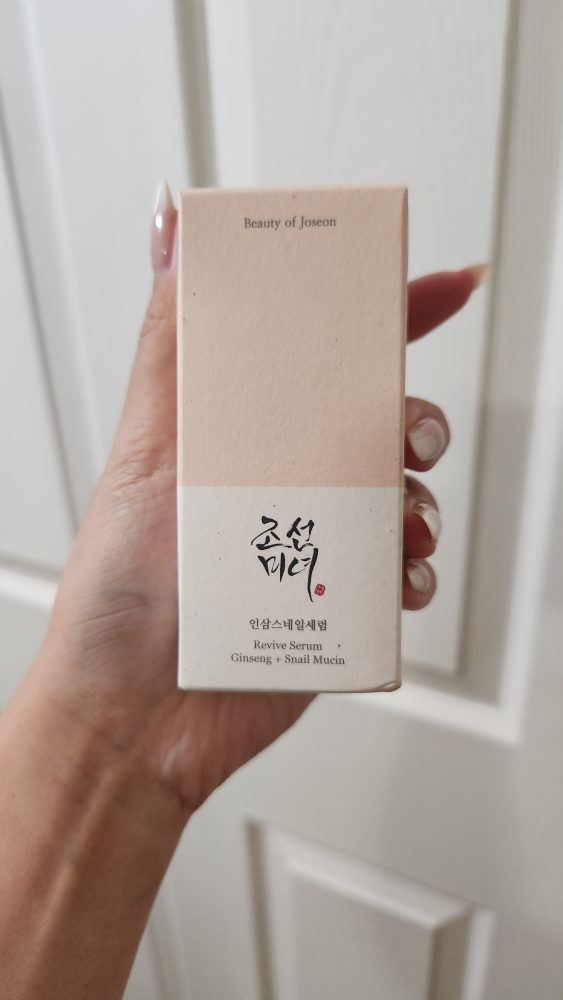 Beauty of Joseon
조선
미녀
인삼스네일세럼
Revive Serum
Ginseng + Snail Mucin